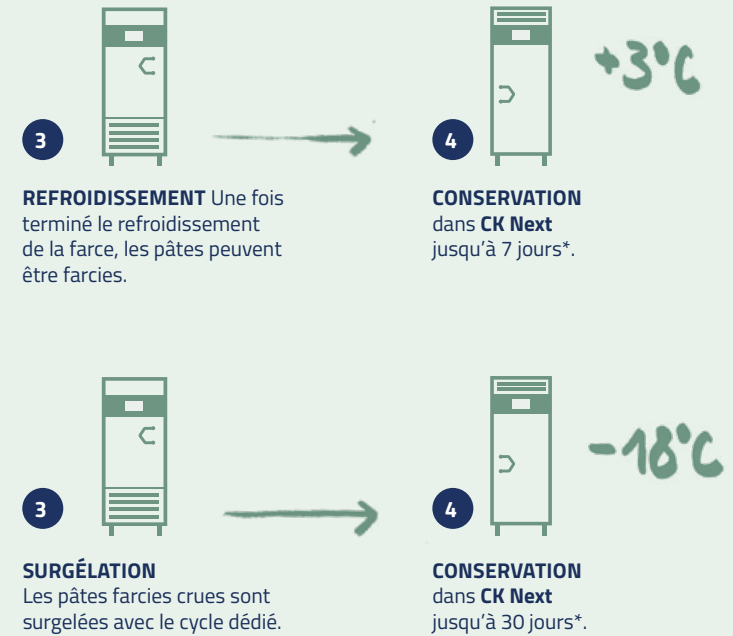 +3°C
3
4
REFROIDISSEMENT Une fois
terminé le refroidissement
de la farce, les pâtes peuvent
être farcies.
CONSERVATION
dans CK Next
jusqu'à 7 jours*.
-18°C
3
4
SURGÉLATION
Les pâtes farcies crues sont
surgelées avec le cycle dédié.
CONSERVATION
dans CK Next
jusqu'à 30 jours*.